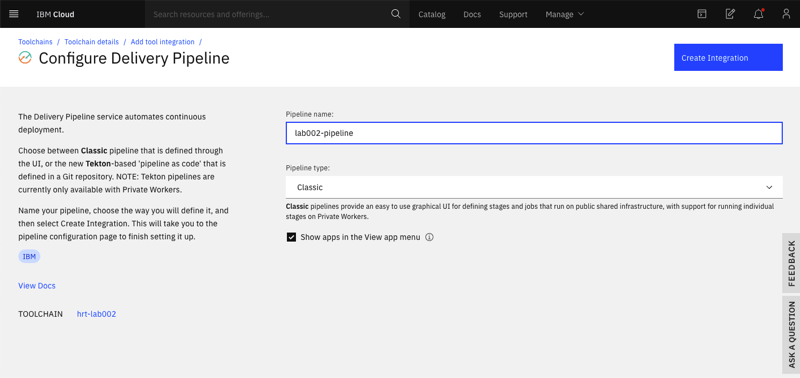 IBM Cloud
Search resources and offerings...
Catalog
Docs
Support
Manage
Toolchains / Toolchain details / Add tool integration /
Configure Delivery Pipeline
Create Integration
The Delivery Pipeline service automates continuous
deployment.
Choose between Classic pipeline that is defined through
the UI, or the new Tekton-based 'pipeline as code' that is
defined in a Git repository. NOTE: Tekton pipelines are
currently only available with Private Workers.
Name your pipeline, choose the way you will define it, and
then select Create Integration. This will take you to the
pipeline configuration page to finish setting it up.
IBM
View Docs
TOOLCHAIN hrt-lab002
Pipeline name:
lab002-pipeline
Pipeline type:
Classic
Classic pipelines provide an easy to use graphical UI for defining stages and jobs that run on public shared infrastructure, with support for running individual
stages on Private Workers.
Show apps in the View app menu
FEEDBACK
ASK A QUESTION